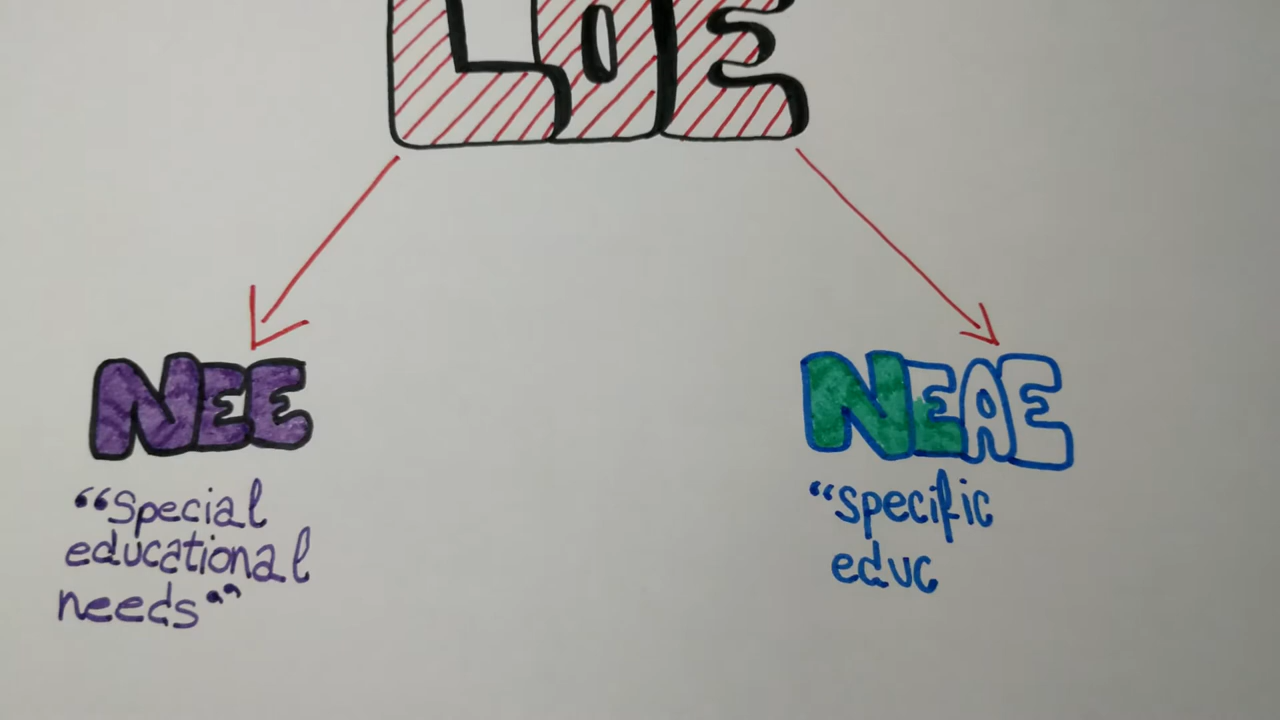 LOE
NEE
“Special
educational
needs”
NEAE
“specific
educ